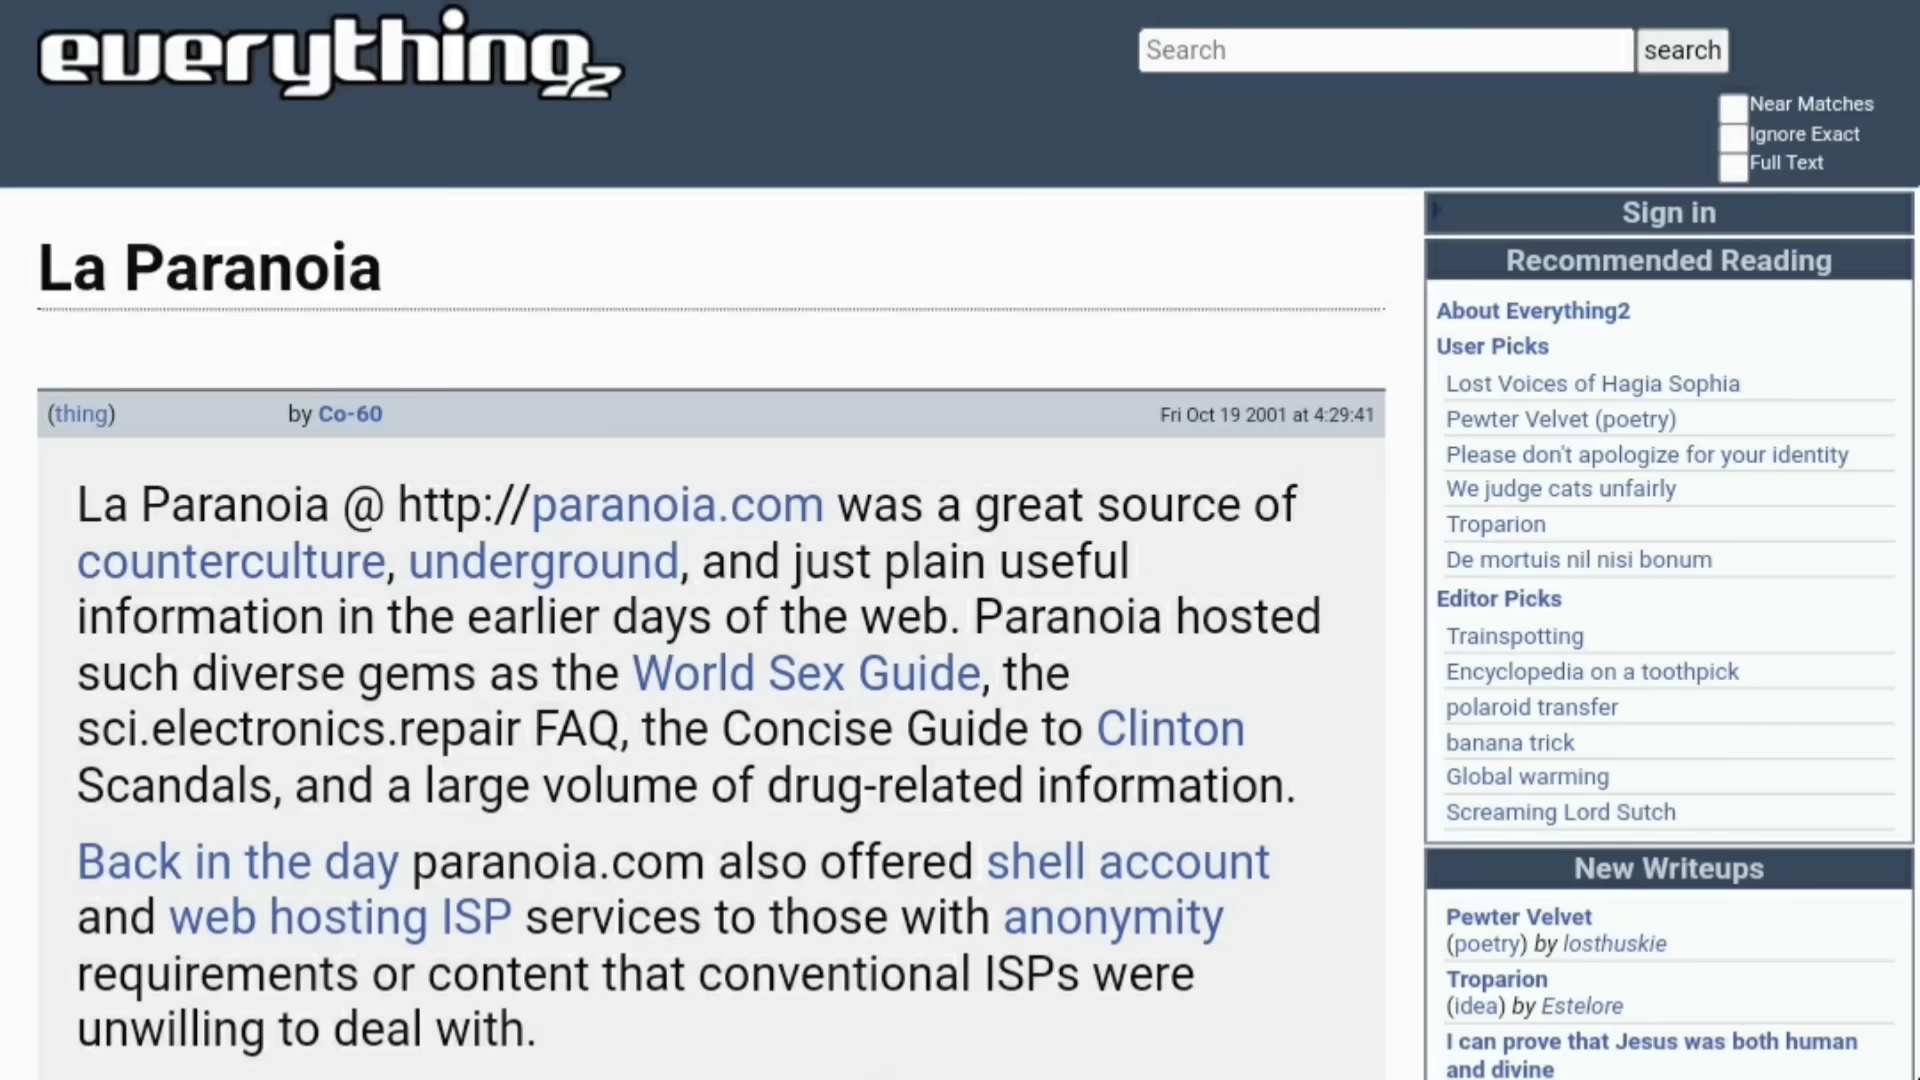 everything2
Search
search
Near Matches
Ignore Exact
Full Text
La Paranoia
(thing) by Co-60 Fri Oct 19 2001 at 4:29:41
La Paranoia @ http://paranoia.com was a great source of
counterculture, underground, and just plain useful
information in the earlier days of the web. Paranoia hosted
such diverse gems as the World Sex Guide, the
sci.electronics.repair FAQ, the Concise Guide to Clinton
Scandals, and a large volume of drug-related information.
Back in the day paranoia.com also offered shell account
and web hosting ISP services to those with anonymity
requirements or content that conventional ISPs were
unwilling to deal with.
Sign in
Recommended Reading
About Everything2
User Picks
Lost Voices of Hagia Sophia
Pewter Velvet (poetry)
Please don't apologize for your identity
We judge cats unfairly
Troparion
De mortuis nil nisi bonum
Editor Picks
Trainspotting
Encyclopedia on a toothpick
polaroid transfer
banana trick
Global warming
Screaming Lord Sutch
New Writeups
Pewter Velvet
(poetry) by losthuskie
Troparion
(idea) by Estelore
I can prove that Jesus was both human
and divine